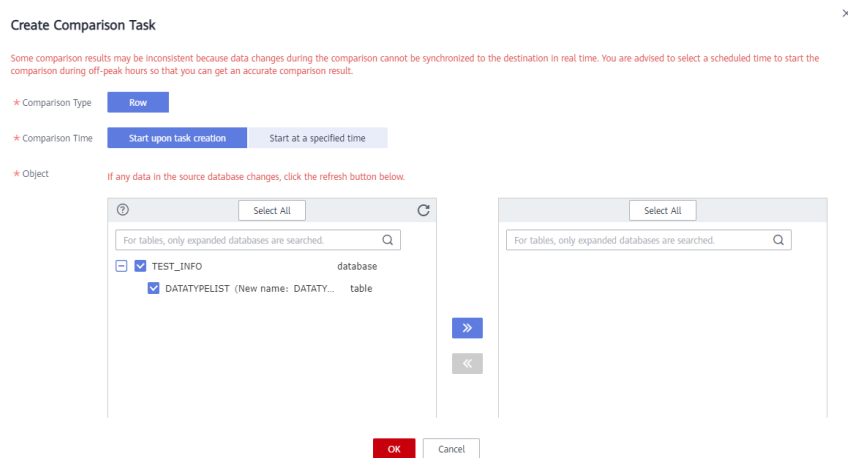 Create Comparison Task
Some comparison results may be inconsistent because data changes during the comparison cannot be synchronized to the destination in real time. You are advised to select a scheduled time to start the
comparison during off-peak hours so that you can get an accurate comparison result.
* Comparison Type Row
* Comparison Time Start upon task creation Start at a specified time
* Object If any data in the source database changes, click the refresh button below.
Select All Select All
For tables, only expanded databases are searched. For tables, only expanded databases are searched.
TEST_INFO database
DATATYPELIST (New name: DATATY... table
OK Cancel